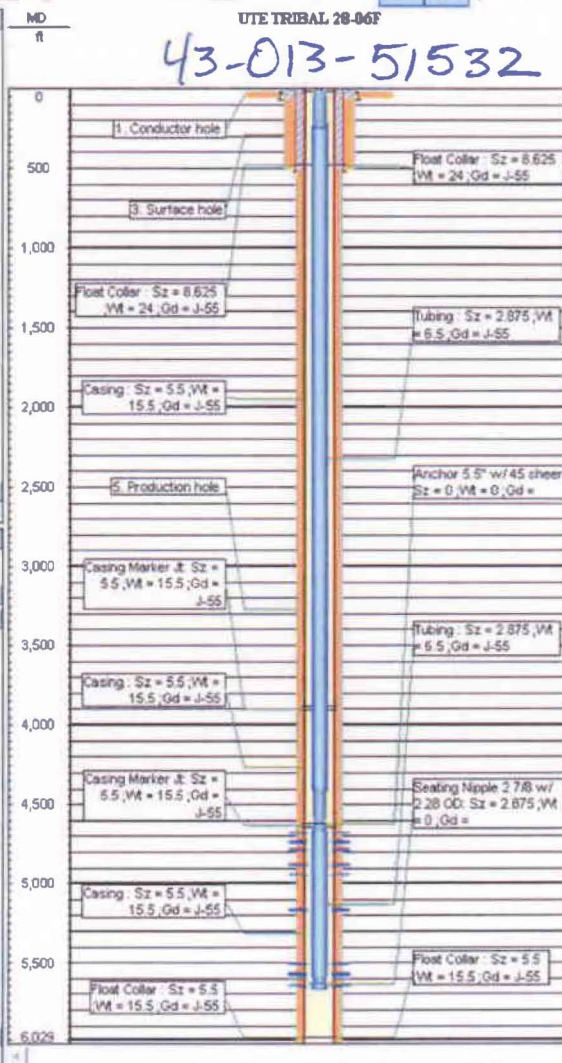 MD
ft
UTE TRIBAL 28-06F
43-013-51532
0
1. Conductor hole
500
Float Collar : Sz = 8.625
;Wt = 24 ;Gd = J-55
3. Surface hole
1,000
Float Collar : Sz = 8.625
;Wt = 24 ;Gd = J-55
1,500
Tubing : Sz = 2.875 ;Wt
= 6.5 ;Gd = J-55
Casing : Sz = 5.5 ;Wt =
15.5 ;Gd = J-55
2,000
2,500
5. Production hole
Anchor 5.5" w/ 45 sheer
Sz = 0 ;Wt = 0 ;Gd =
3,000
Casing Marker Jt: Sz =
5.5 ;Wt = 15.5 ;Gd =
J-55
3,500
Tubing : Sz = 2.875 ;Wt
= 6.5 ;Gd = J-55
Casing : Sz = 5.5 ;Wt =
15.5 ;Gd = J-55
4,000
Casing Marker Jt: Sz =
5.5 ;Wt = 15.5 ;Gd =
J-55
4,500
Seating Nipple 2 7/8 w/
2.28 OD: Sz = 2.875 ;Wt
= 0 ;Gd =
5,000
Casing : Sz = 5.5 ;Wt =
15.5 ;Gd = J-55
5,500
Float Collar : Sz = 5.5
;Wt = 15.5 ;Gd = J-55
Float Collar : Sz = 5.5
;Wt = 15.5 ;Gd = J-55
6,029